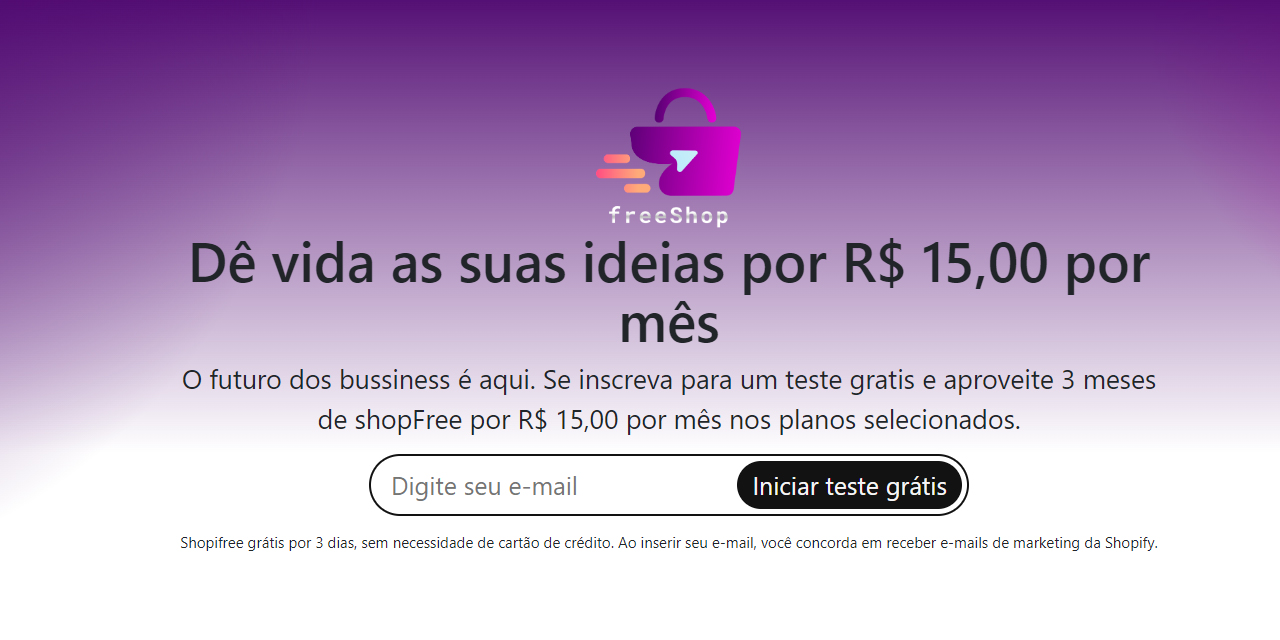 freeShop
Dê vida as suas ideias por R$ 15,00 por
mês
O futuro dos bussiness é aqui. Se inscreva para um teste gratis e aproveite 3 meses
de shopFree por R$ 15,00 por mês nos planos selecionados.
Digite seu e-mail
Iniciar teste grátis
Shopifree grátis por 3 dias, sem necessidade de cartão de crédito. Ao inserir seu e-mail, você concorda em receber e-mails de marketing da Shopify.